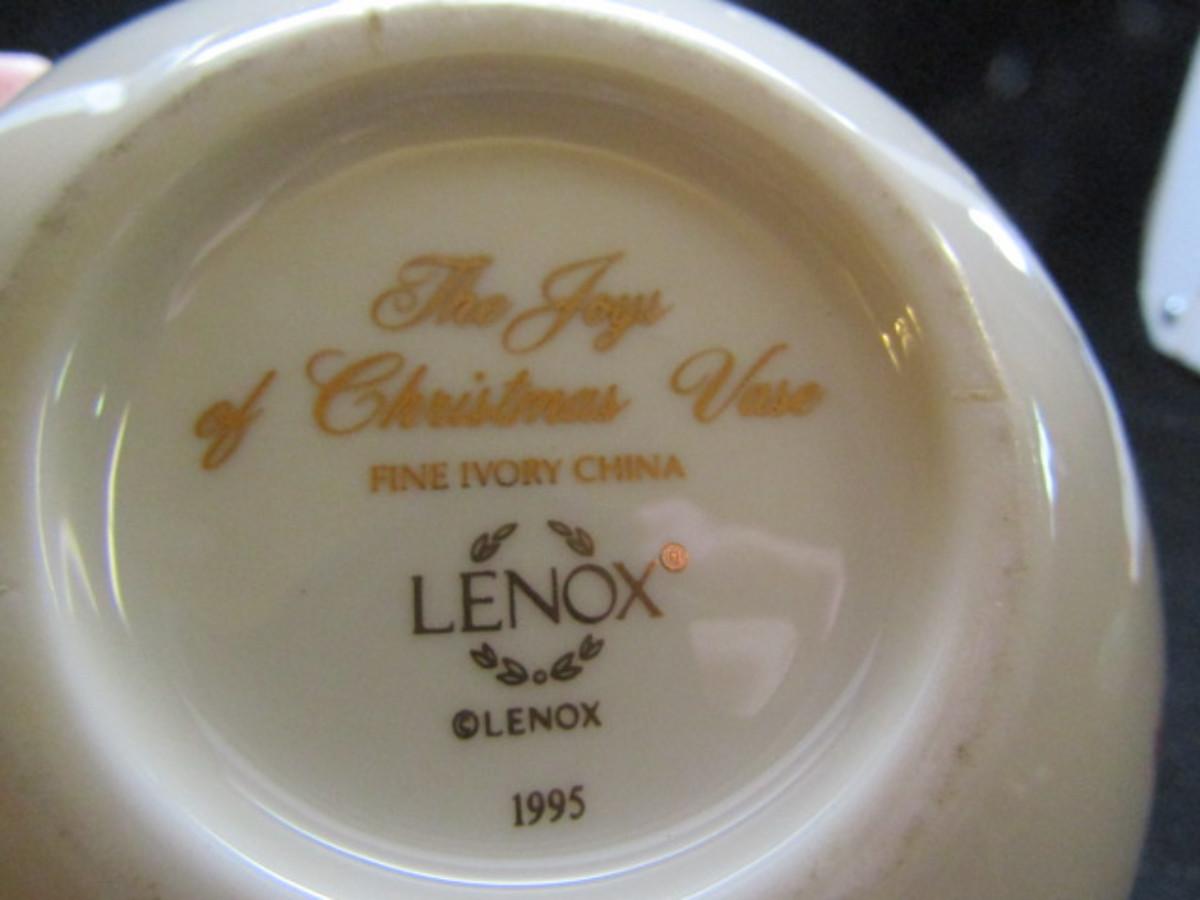 The Joys
of Christmas Vase
FINE IVORY CHINA
LENOX®
©LENOX
1995